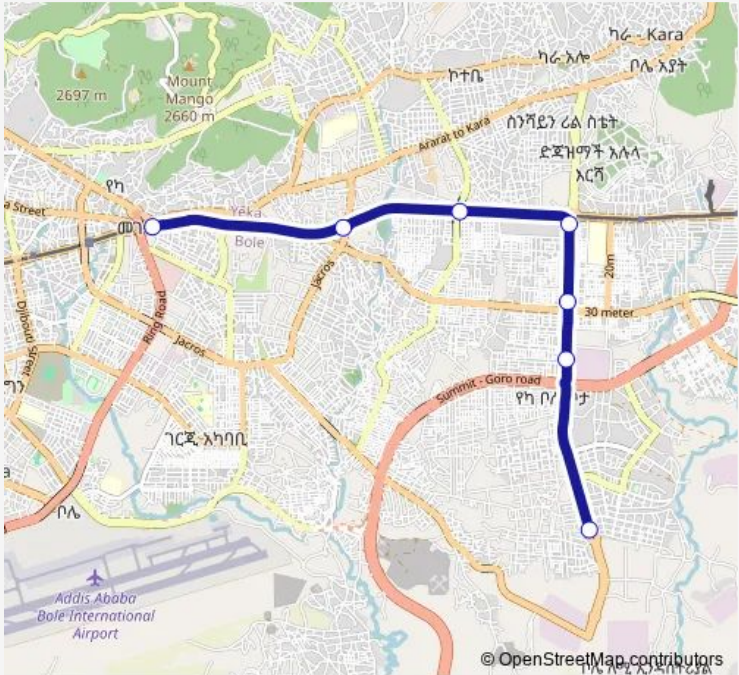 ካራ - Kara
ካራ አሎ
ቦሌ አያት
ኮተቤ
2697 m
Mount
Mango
2660 m
Ararat to Kara
ሰንሻይን ሪል ስቴት
ድጃዝማች አሉላ
እርሻ
የካ
Street
Yeka
Bole
20m
Jacros
30 meter
Djibouti Street
Ring Road
Jacros
Summit - Goro road
ገርጂ አካባቢ
ቦሌ
Addis Ababa
Bole International
Airport
© OpenStreetMap contributors